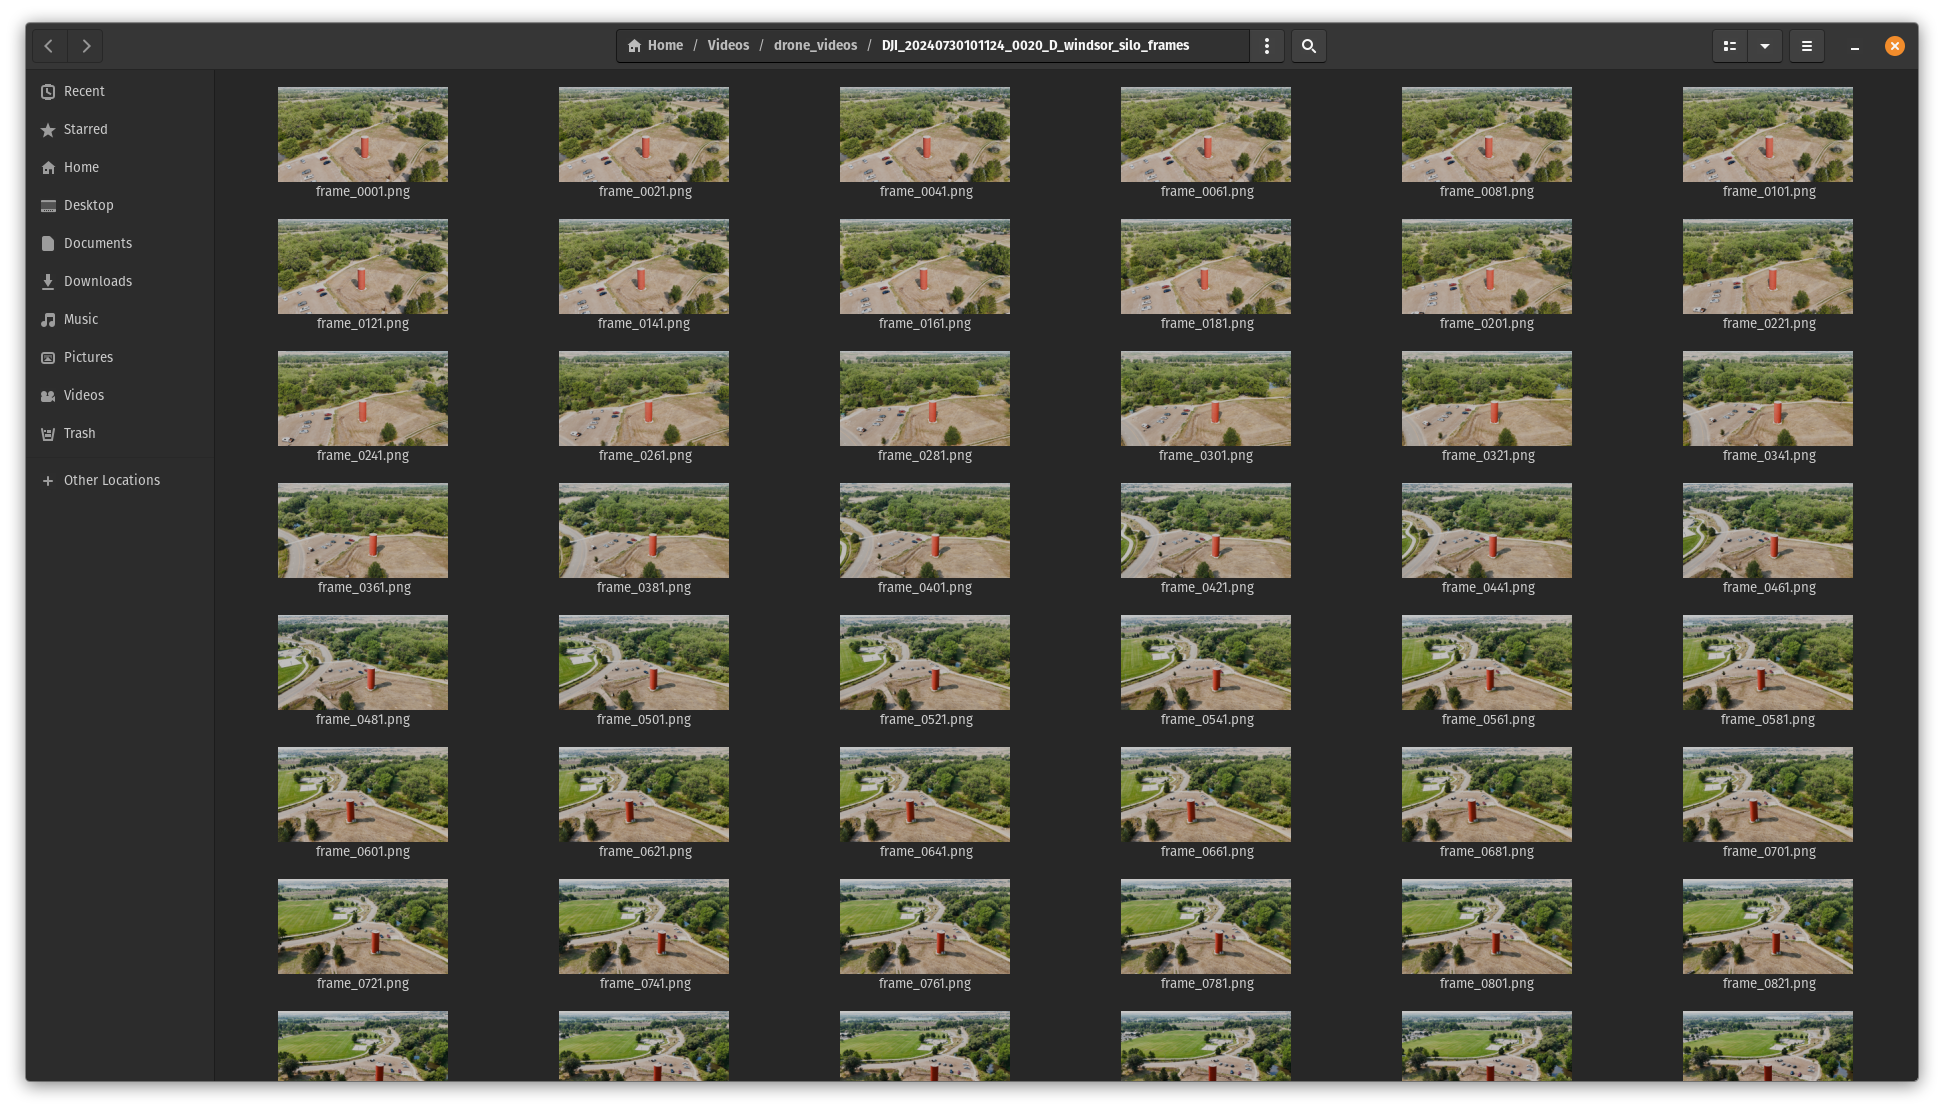 Home / Videos / drone_videos / DJI_20240730101124_0020_D_windsor_silo_frames
Recent
Starred
Home
Desktop
Documents
Downloads
Music
Pictures
Videos
Trash
Other Locations
frame_0001.png frame_0021.png frame_0041.png frame_0061.png frame_0081.png frame_0101.png
frame_0121.png frame_0141.png frame_0161.png frame_0181.png frame_0201.png frame_0221.png
frame_0241.png frame_0261.png frame_0281.png frame_0301.png frame_0321.png frame_0341.png
frame_0361.png frame_0381.png frame_0401.png frame_0421.png frame_0441.png frame_0461.png
frame_0481.png frame_0501.png frame_0521.png frame_0541.png frame_0561.png frame_0581.png
frame_0601.png frame_0621.png frame_0641.png frame_0661.png frame_0681.png frame_0701.png
frame_0721.png frame_0741.png frame_0761.png frame_0781.png frame_0801.png frame_0821.png